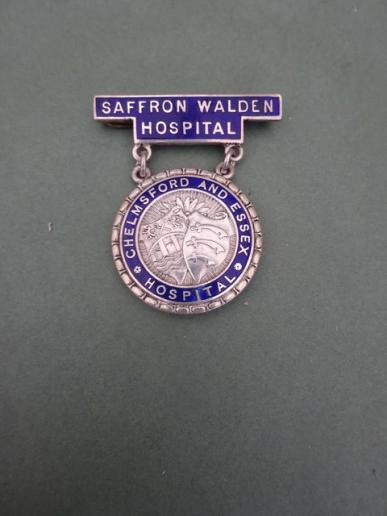 SAFFRON WALDEN
HOSPITAL
CHELMSFORD AND ESSEX
HOSPITAL